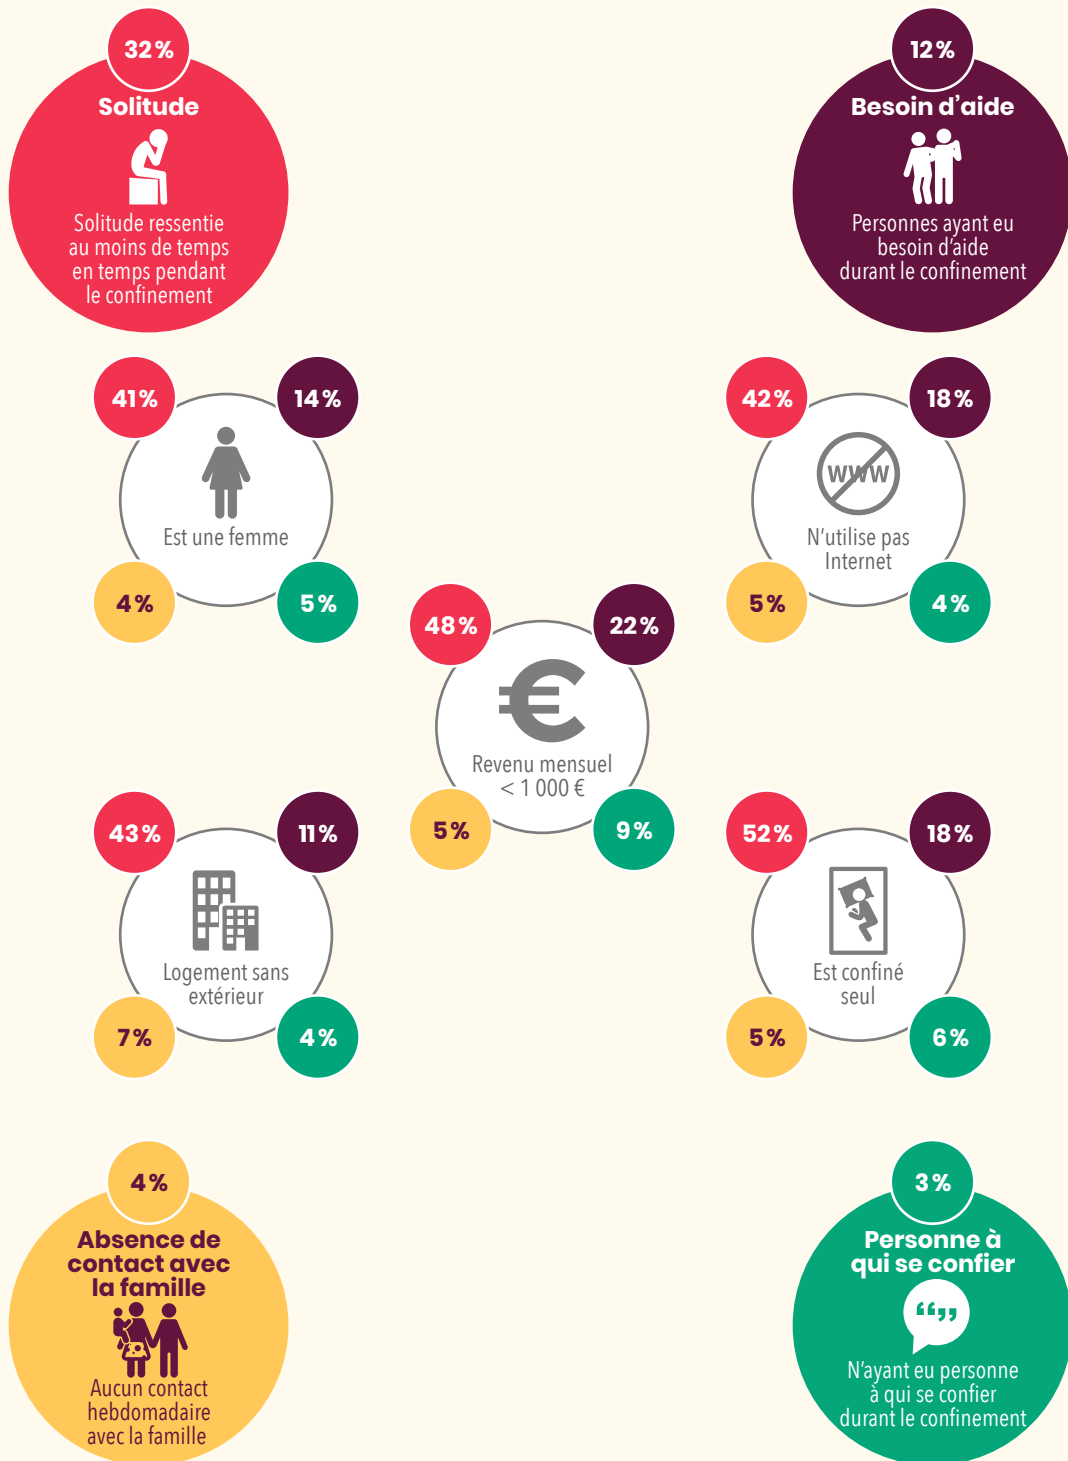 32%
Solitude
Solitude ressentie
au moins de temps
en temps pendant
le confinement
12%
Besoin d'aide
Personnes ayant eu
besoin d'aide
durant le confinement
41%
14%
Est une femme
4%
5%
42%
18%
www
N'utilise pas
Internet
5%
4%
48%
22%
€
Revenu mensuel
< 1 000 €
5%
9%
43%
11%
Logement sans
extérieur
7%
4%
52%
18%
Est confiné
seul
5%
6%
4%
Absence de
contact avec
la famille
Aucun contact
hebdomadaire
avec la famille
3%
Personne à
qui se confier
“„
N'ayant eu personne
à qui se confier
durant le confinement